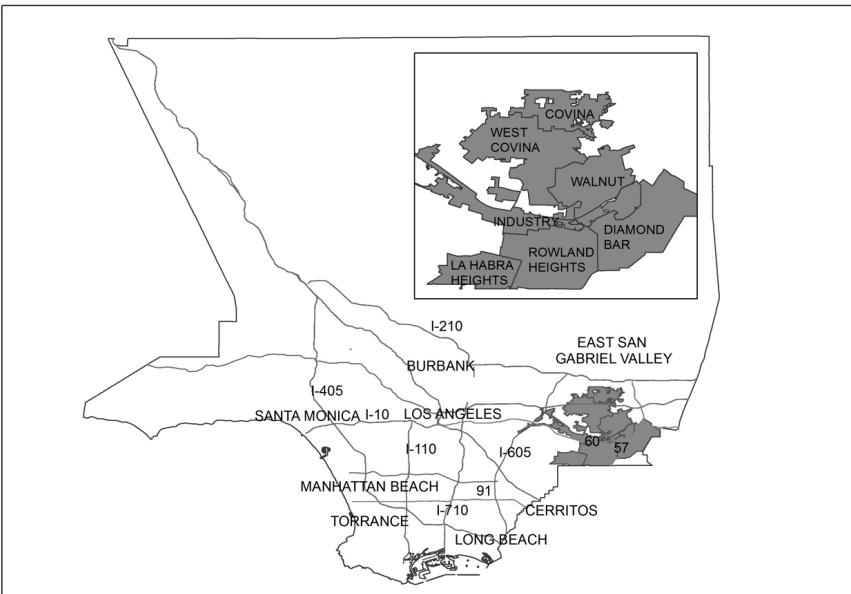 COVINA
WEST
COVINA
WALNUT
INDUSTRY
DIAMOND
BAR
ROWLAND
HEIGHTS
LA HABRA
HEIGHTS
I-210
EAST SAN
GABRIEL VALLEY
BURBANK
I-405
SANTA MONICA I-10 LOS ANGELES
60
57
I-110
I-605
MANHATTAN BEACH
91
I-710
CERRITOS
TORRANCE
LONG BEACH